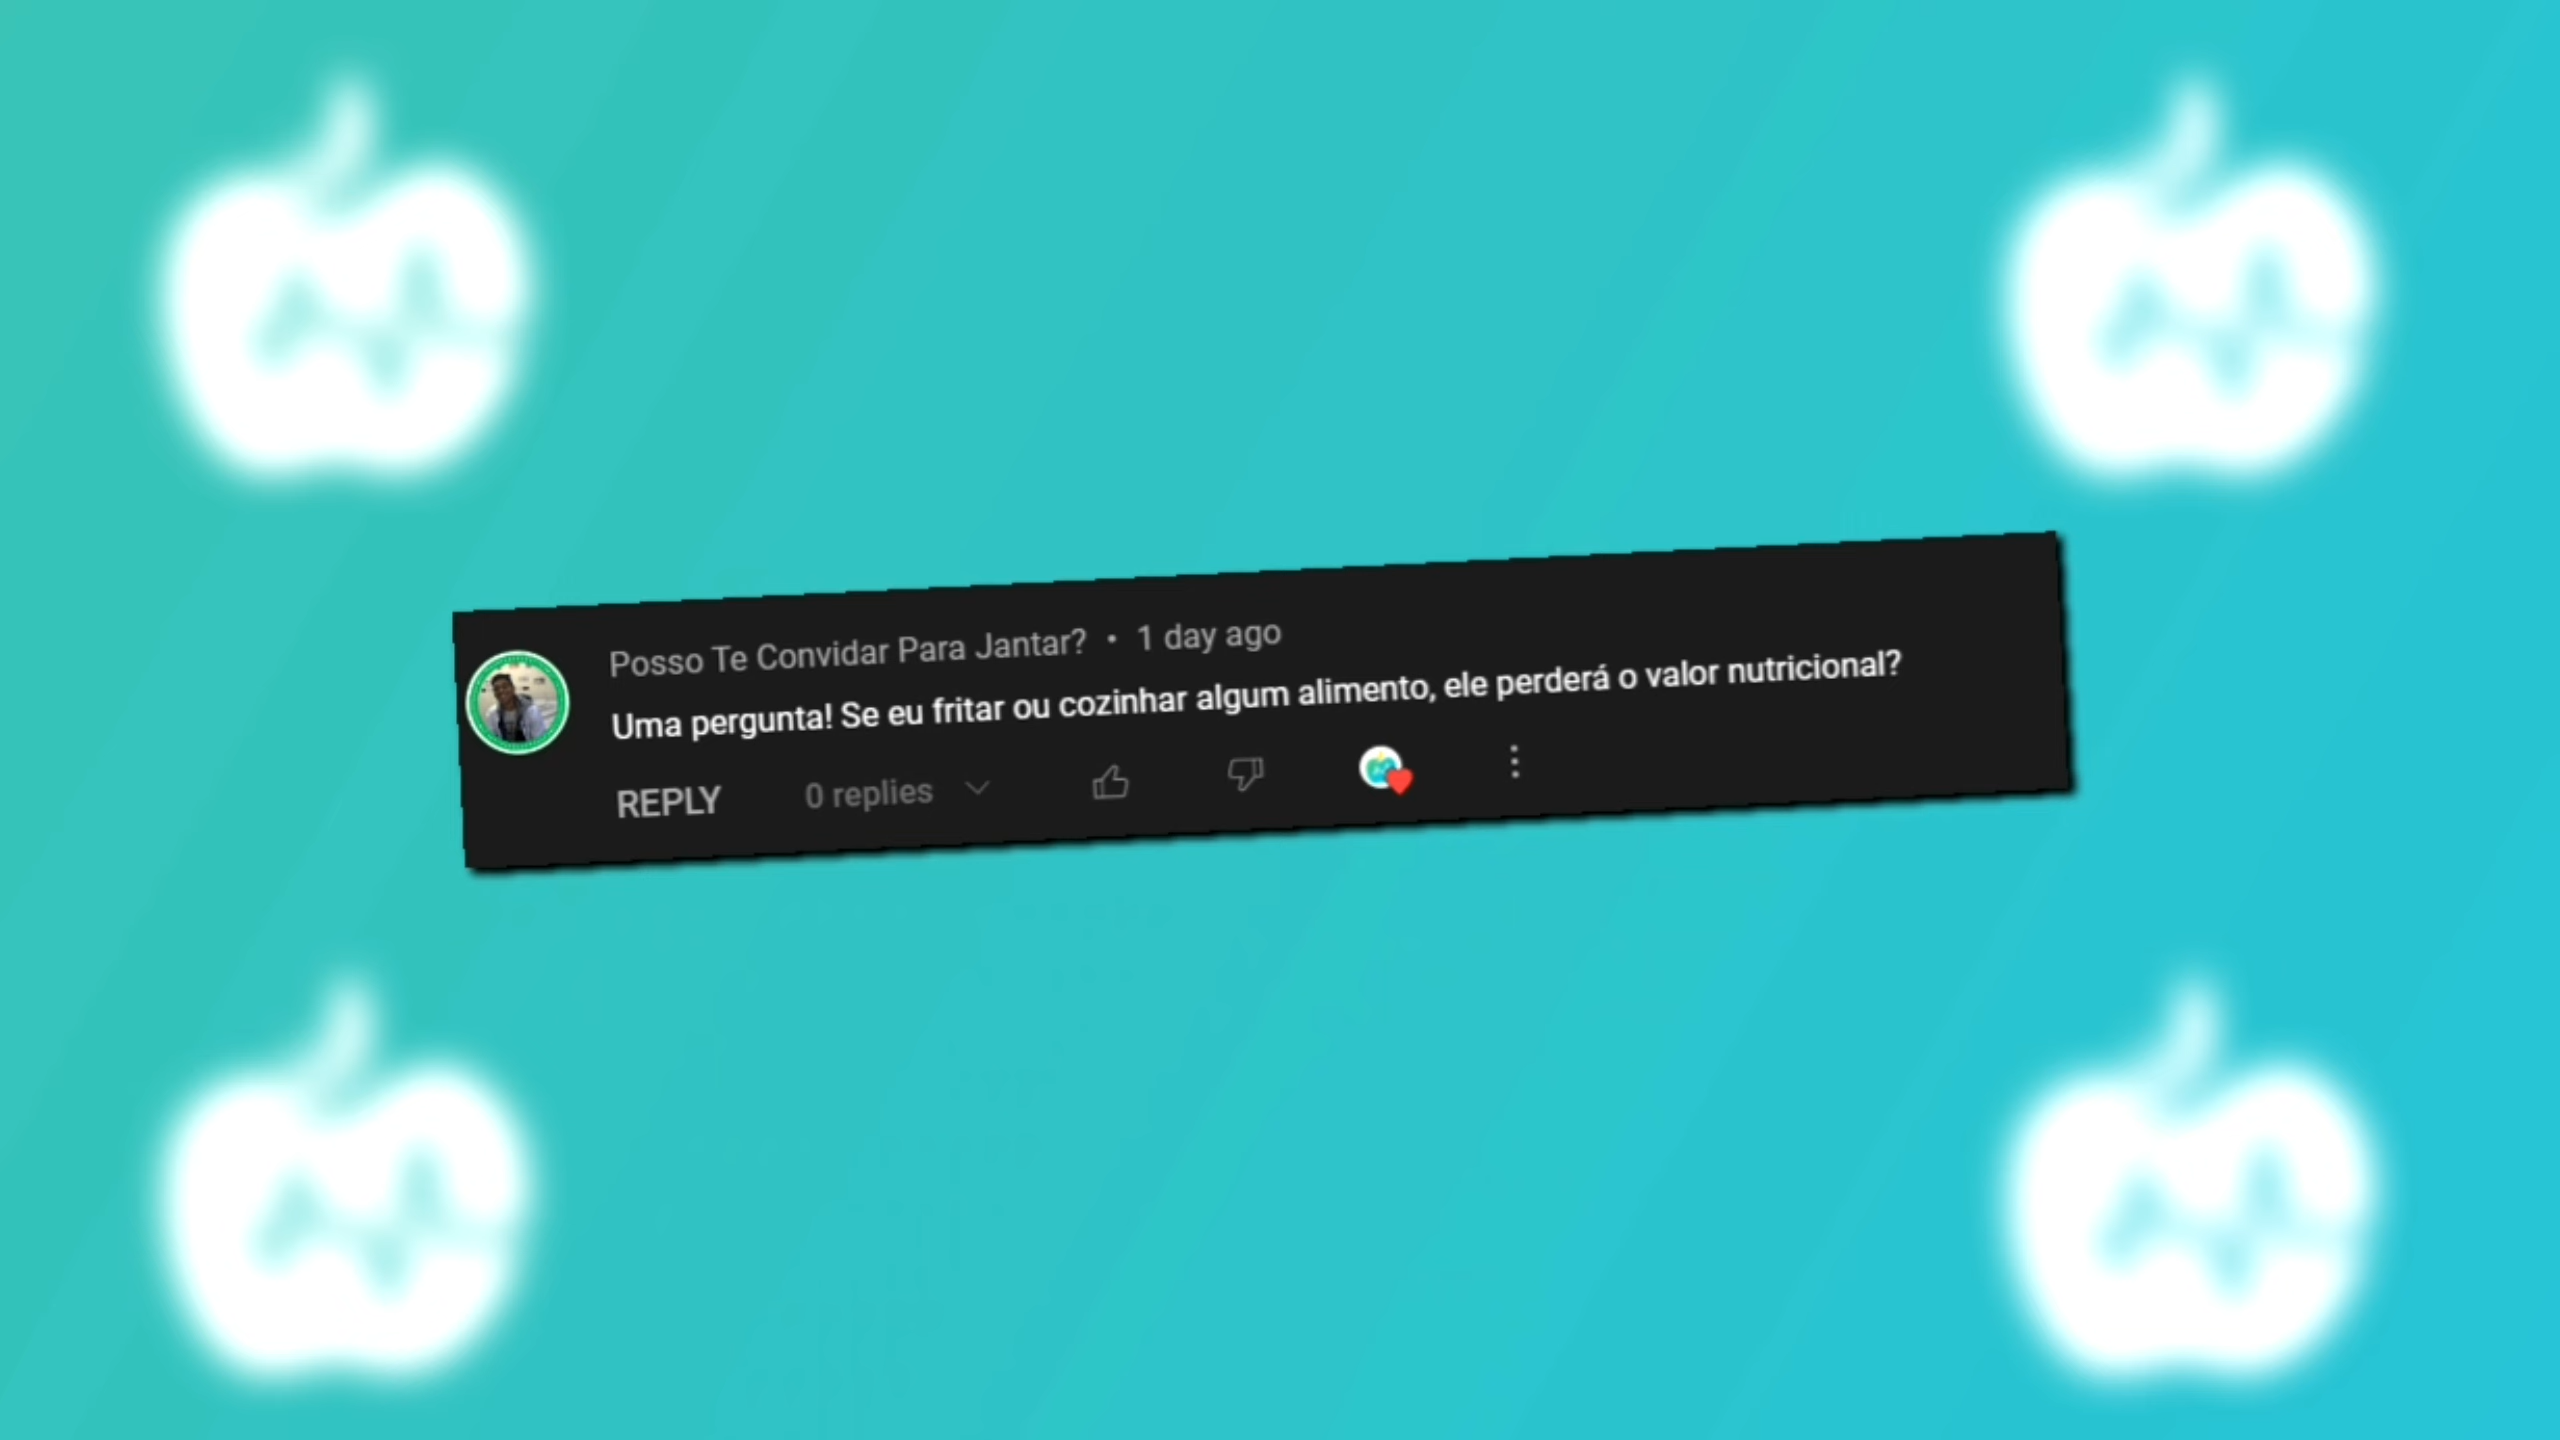 Posso Te Convidar Para Jantar? • 1 day ago
Uma pergunta! Se eu fritar ou cozinhar algum alimento, ele perderá o valor nutricional?
REPLY 0 replies